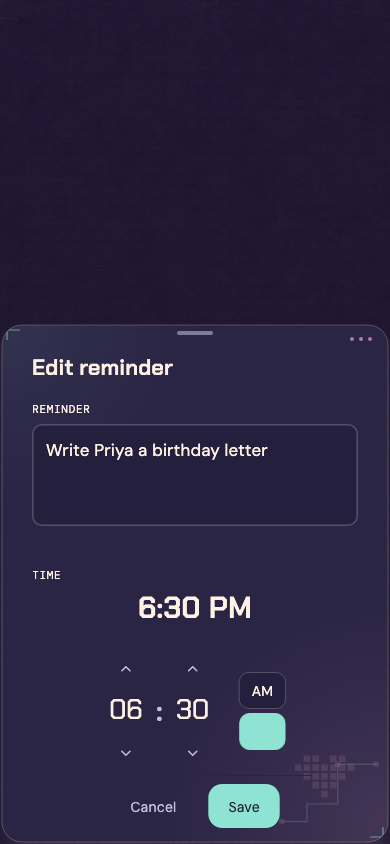 Edit reminder
REMINDER
Write Priya a birthday letter
TIME
6:30 PM
06 : 30
AM
Cancel
Save